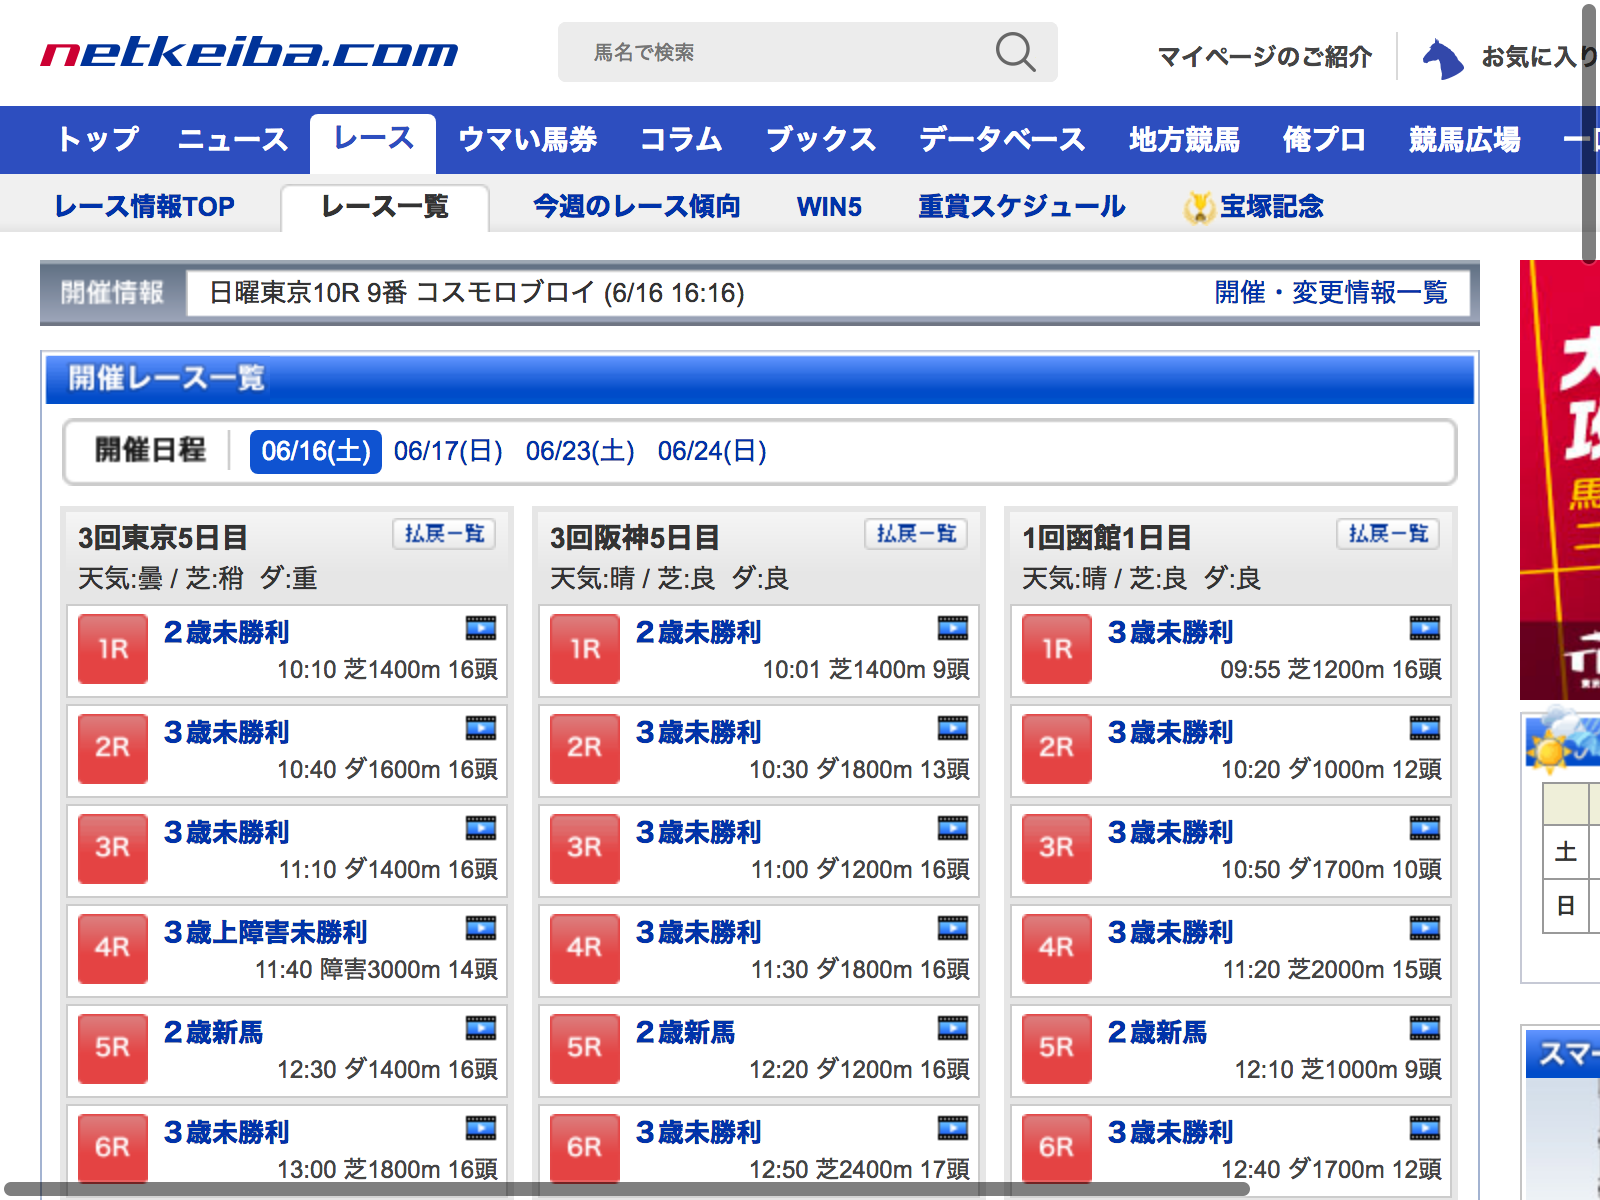 netkeiba.com
馬名で検索
マイページのご紹介
お気に入り
トップ ニュース レース ウマい馬券 コラム ブックス データベース 地方競馬 俺プロ 競馬広場 一
レース情報TOP レース一覧 今週のレース傾向 WIN5 重賞スケジュール 宝塚記念
開催情報 日曜東京10R 9番 コスモロブロイ (6/16 16:16) 開催・変更情報一覧
開催レース一覧
開催日程 06/16(土) 06/17(日) 06/23(土) 06/24(日)
3回東京5日目 払戻一覧
天気:曇 / 芝:稍 ダ:重
1R 2歳未勝利
10:10 芝1400m 16頭
2R 3歳未勝利
10:40 ダ1600m 16頭
3R 3歳未勝利
11:10 ダ1400m 16頭
4R 3歳上障害未勝利
11:40 障害3000m 14頭
5R 2歳新馬
12:30 ダ1400m 16頭
6R 3歳未勝利
13:00 芝1800m 16頭
3回阪神5日目 払戻一覧
天気:晴 / 芝:良 ダ:良
1R 2歳未勝利
10:01 芝1400m 9頭
2R 3歳未勝利
10:30 ダ1800m 13頭
3R 3歳未勝利
11:00 ダ1200m 16頭
4R 3歳未勝利
11:30 ダ1800m 16頭
5R 2歳新馬
12:20 ダ1200m 16頭
6R 3歳未勝利
12:50 芝2400m 17頭
1回函館1日目 払戻一覧
天気:晴 / 芝:良 ダ:良
1R 3歳未勝利
09:55 芝1200m 16頭
2R 3歳未勝利
10:20 ダ1000m 12頭
3R 3歳未勝利
10:50 ダ1700m 10頭
4R 3歳未勝利
11:20 芝2000m 15頭
5R 2歳新馬
12:10 芝1000m 9頭
6R 3歳未勝利
12:40 ダ1700m 12頭
馬
土
日
スマー